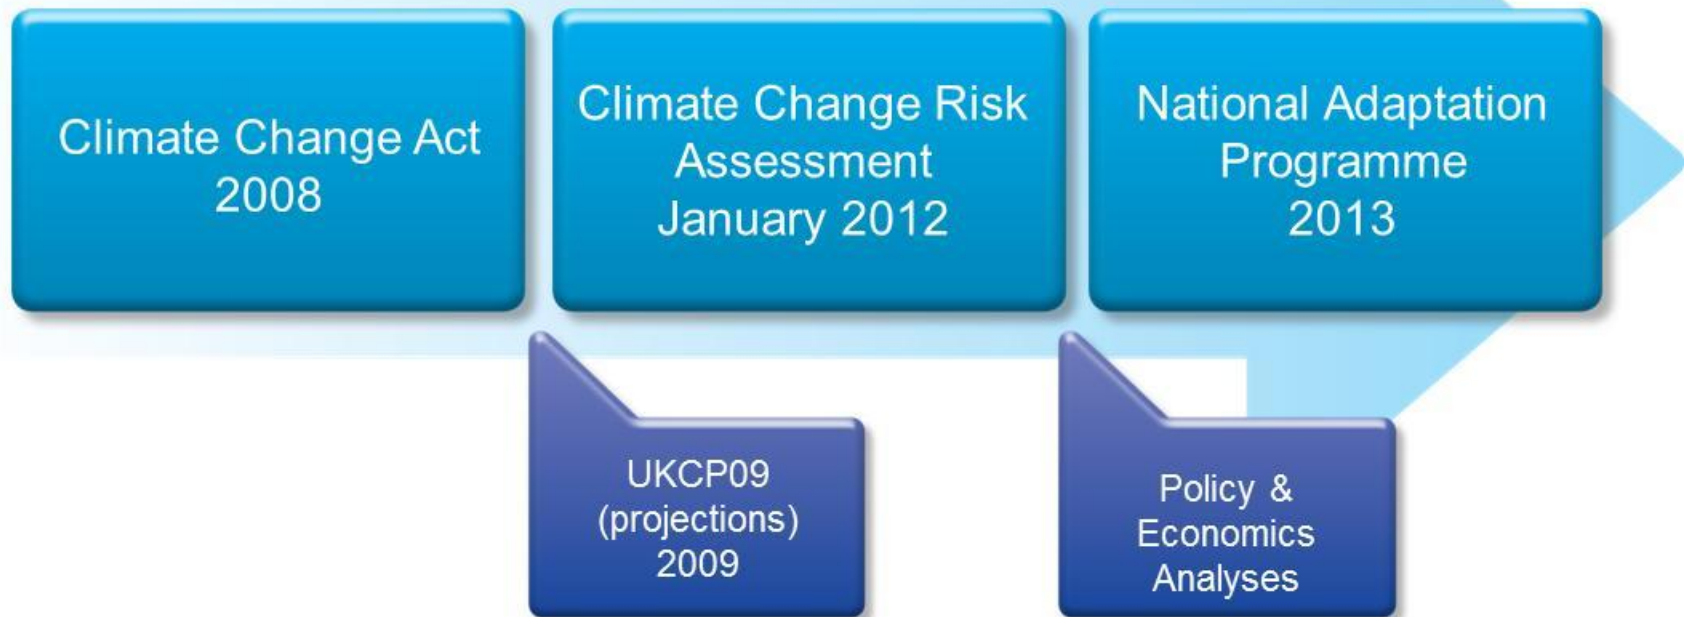 Climate Change Act
2008
Climate Change Risk
Assessment
January 2012
National Adaptation
Programme
2013
UKCP09
(projections)
2009
Policy &
Economics
Analyses